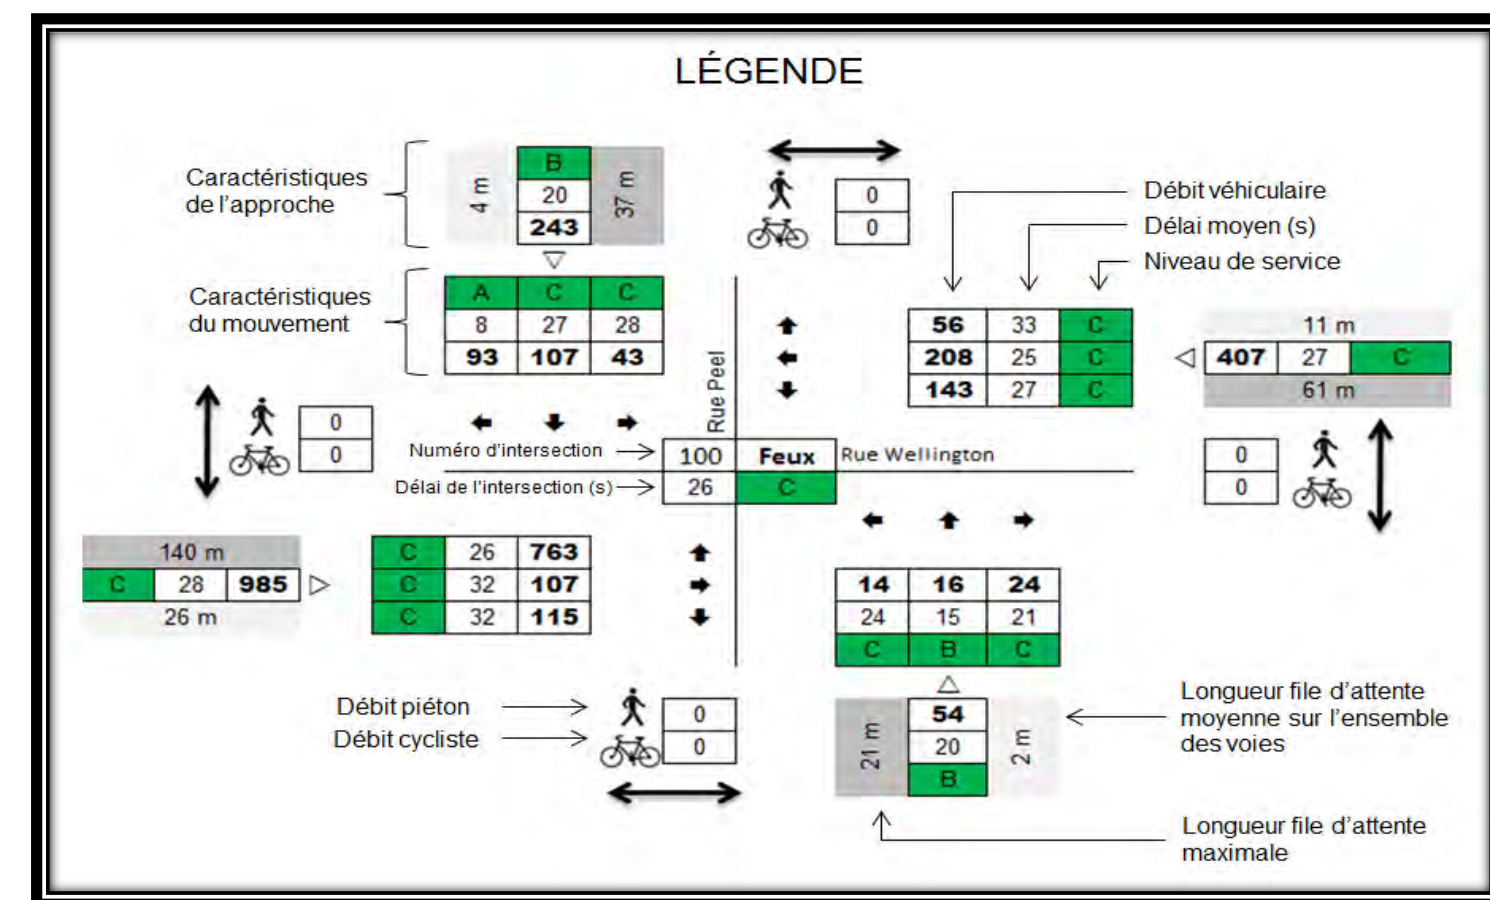 LÉGENDE
Caractéristiques
de l'approche
4 m
B
20
243
37 m
0
0
Débit véhiculaire
Délai moyen (s)
Niveau de service
Caractéristiques
du mouvement
A C C
8 27 28
93 107 43
Rue Peel
56 33 C
208 25 C
143 27 C
11 m
407 27 C
61 m
0
0
Numéro d'intersection
100 Feux Rue Wellington
Délai de l'intersection (s)
26 C
0
0
140 m
C 28 985
26 m
C 26 763
C 32 107
C 32 115
14 16 24
24 15 21
C B C
Débit piéton
Débit cycliste
0
0
21 m
54
20
B
2 m
Longueur file d'attente
moyenne sur l'ensemble
des voies
Longueur file d'attente
maximale